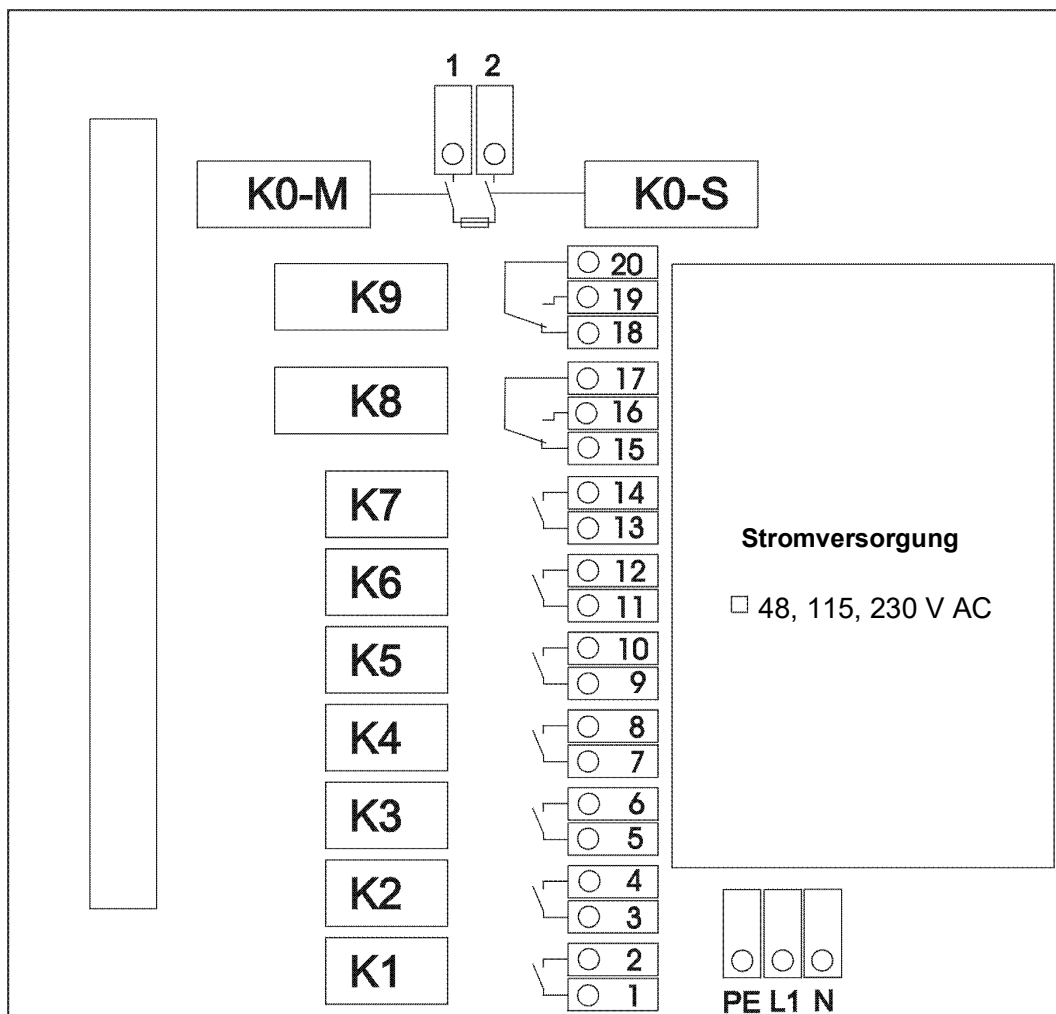 1 2
K0-M K0-S
20
K9 19
18
17
K8 16
15
K7 14
13
Stromversorgung
K6 12
11
48, 115, 230 V AC
K5 10
9
K4 8
7
K3 6
5
K2 4
3
K1 2
1
PE L1 N